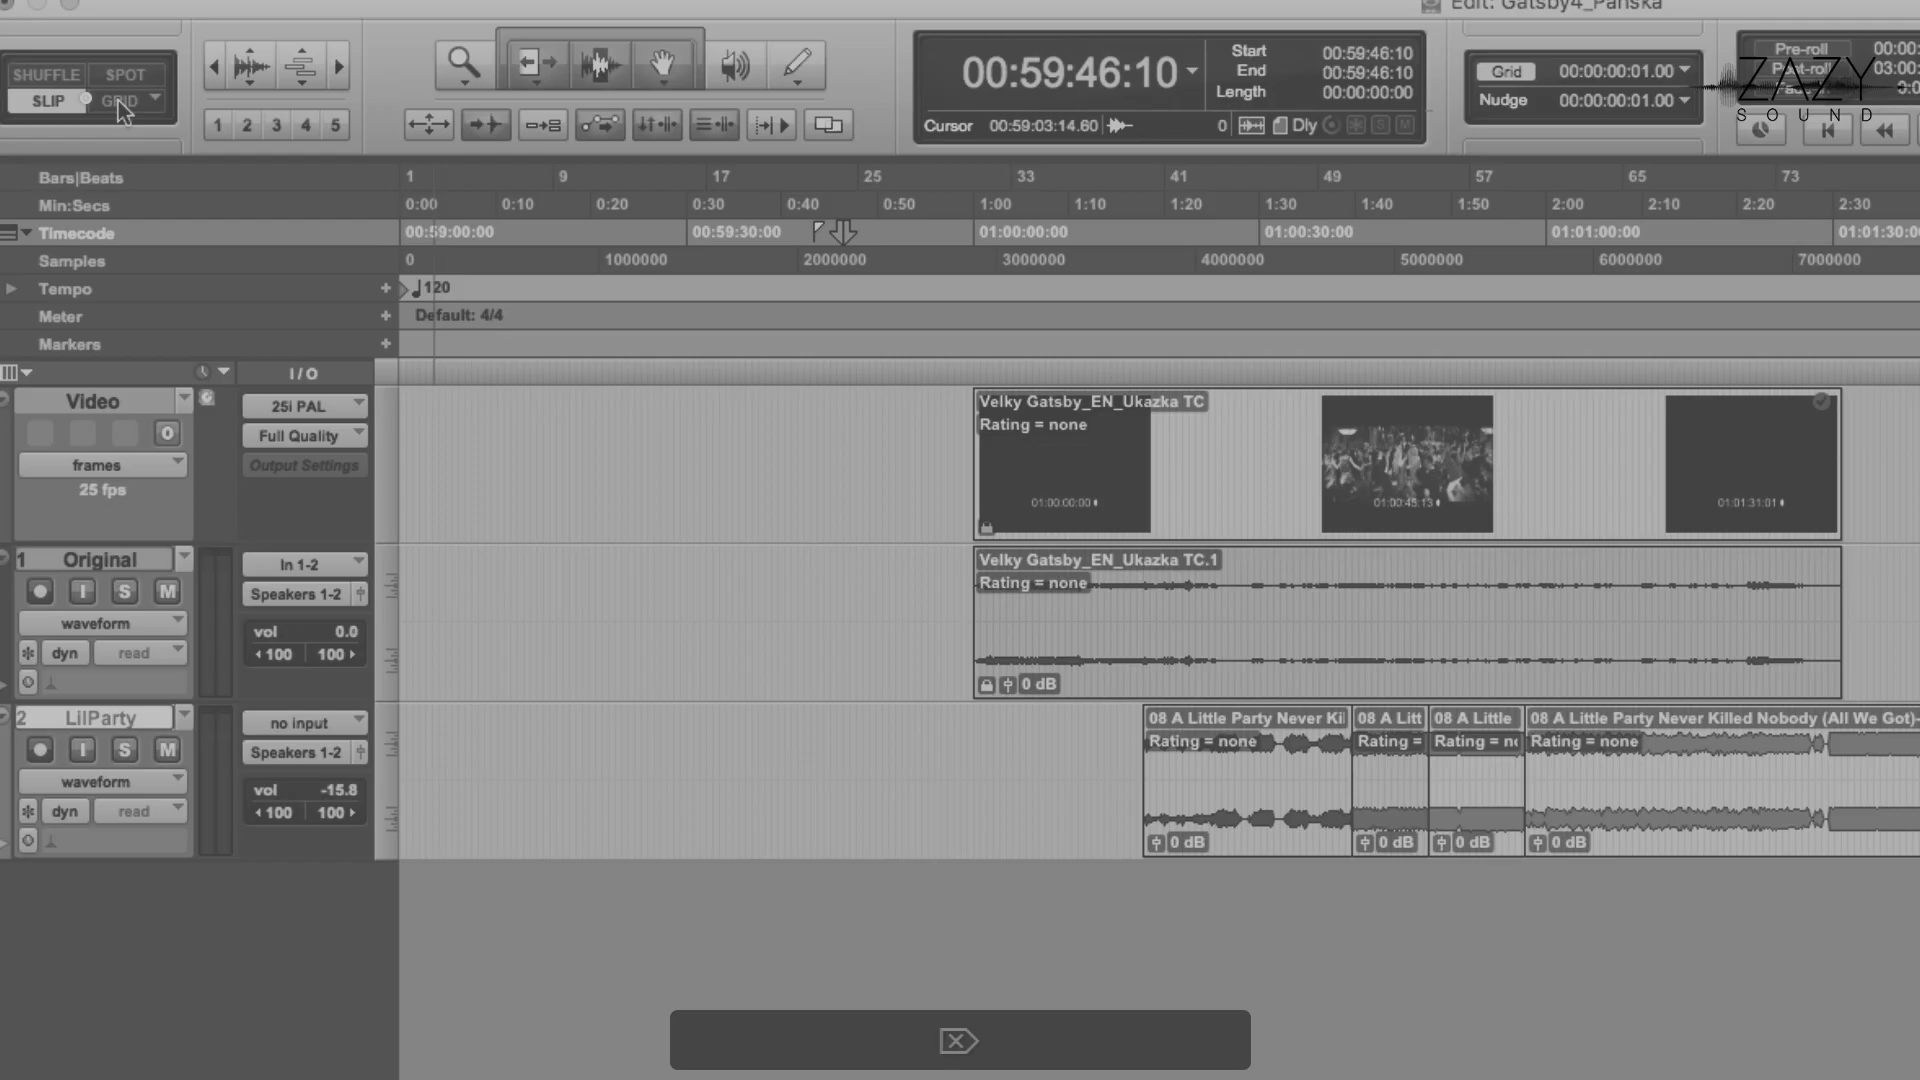 Edit: Gatsby4_Panska
SHUFFLE SPOT
SLIP GRID
1 2 3 4 5
00:59:46:10
Start 00:59:46:10
End 00:59:46:10
Length 00:00:00:00
Cursor 00:59:03:14.60 0 Dly S M
Grid 00:00:00:01.00
Nudge 00:00:00:01.00
Pre-roll 00:00:
Post-roll 03:00:
ZAZY
SOUND
Bars|Beats 1 9 17 25 33 41 49 57 65 73
Min:Secs 0:00 0:10 0:20 0:30 0:40 0:50 1:00 1:10 1:20 1:30 1:40 1:50 2:00 2:10 2:20 2:30
Timecode 00:59:00:00 00:59:30:00 01:00:00:00 01:00:30:00 01:01:00:00 01:01:30:00
Samples 0 1000000 2000000 3000000 4000000 5000000 6000000 7000000
Tempo + 120
Meter + Default: 4/4
Markers +
I / O
Video
25i PAL
Full Quality
Output Settings
O
frames
25 fps
Velky Gatsby_EN_Ukazka TC
Rating = none
01:00:00:00
01:00:45:13
01:01:31:01
1 Original
I S M
waveform
dyn read
In 1-2
Speakers 1-2
vol 0.0
100 100
Velky Gatsby_EN_Ukazka TC.1
Rating = none
0 dB
2 LilParty
I S M
waveform
dyn read
no input
Speakers 1-2
vol -15.8
100 100
08 A Little Party Never Kil
Rating = none
0 dB
08 A Litt
Rating =
0 dB
08 A Little
Rating = n
0 dB
08 A Little Party Never Killed Nobody (All We Got)-
Rating = none
0 dB